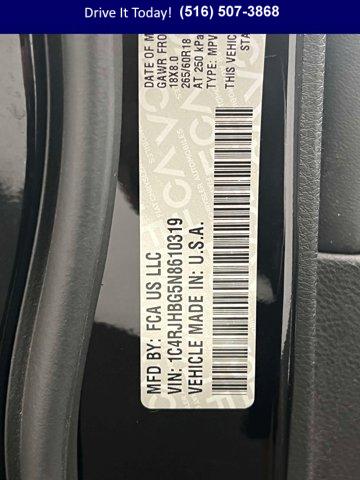 Drive It Today! (516) 507-3868
DATE OF M
GAWR FRO
18X8.0
265/60R18
AT 250 kPa
TYPE: MPV
THIS VEHIC
STA
MFD BY: FCA US LLC
VIN: 1C4RJHBG5N8610319
VEHICLE MADE IN: U.S.A.